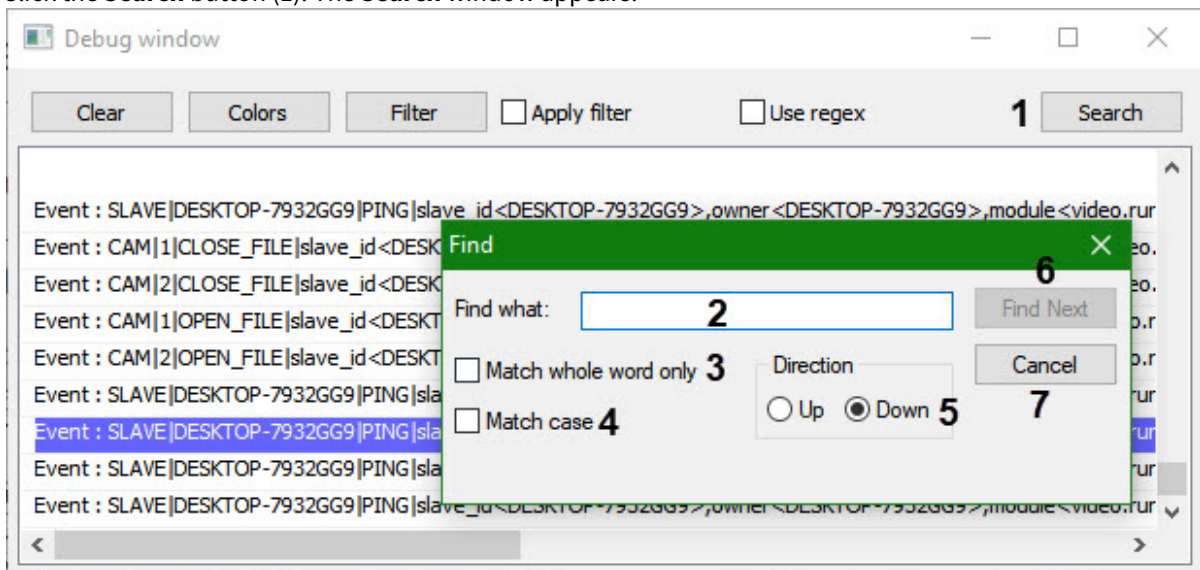 Click the Search button (1). The Search window appears.
Debug window
Clear Colors Filter Apply filter Use regex 1 Search
Event : SLAVE|DESKTOP-7932GG9|PING|slave_id<DESKTOP-7932GG9>,owner<DESKTOP-7932GG9>,module<video.rur
Event : CAM|1|CLOSE_FILE|slave_id<DESK
Event : CAM|2|CLOSE_FILE|slave_id<DESK
Event : CAM|1|OPEN_FILE|slave_id<DESKT
Event : CAM|2|OPEN_FILE|slave_id<DESKT
Event : SLAVE|DESKTOP-7932GG9|PING|sla
Event : SLAVE|DESKTOP-7932GG9|PING|sla
Event : SLAVE|DESKTOP-7932GG9|PING|sla
Event : SLAVE|DESKTOP-7932GG9|PING|slave_id<DESKTOP-7932GG9>,owner<DESKTOP-7932GG9>,module<video.rur
Find
6
Find what: 2 Find Next
Match whole word only 3 Direction Cancel
Match case 4 Up Down 5 7